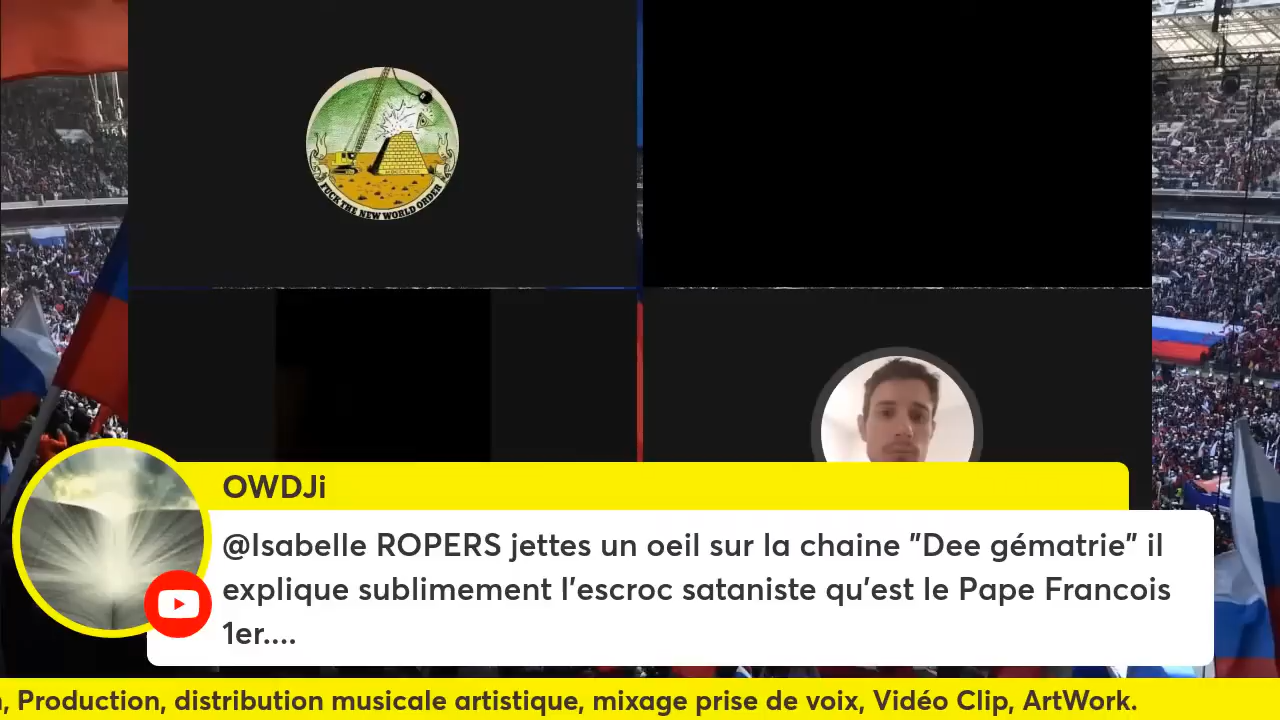 FUCK THE NEW WORLD ORDER
OWDJi
@Isabelle ROPERS jettes un oeil sur la chaine "Dee gématrie" il
explique sublimement l'escroc sataniste qu'est le Pape Francois
1er....
, Production, distribution musicale artistique, mixage prise de voix, Vidéo Clip, ArtWork.